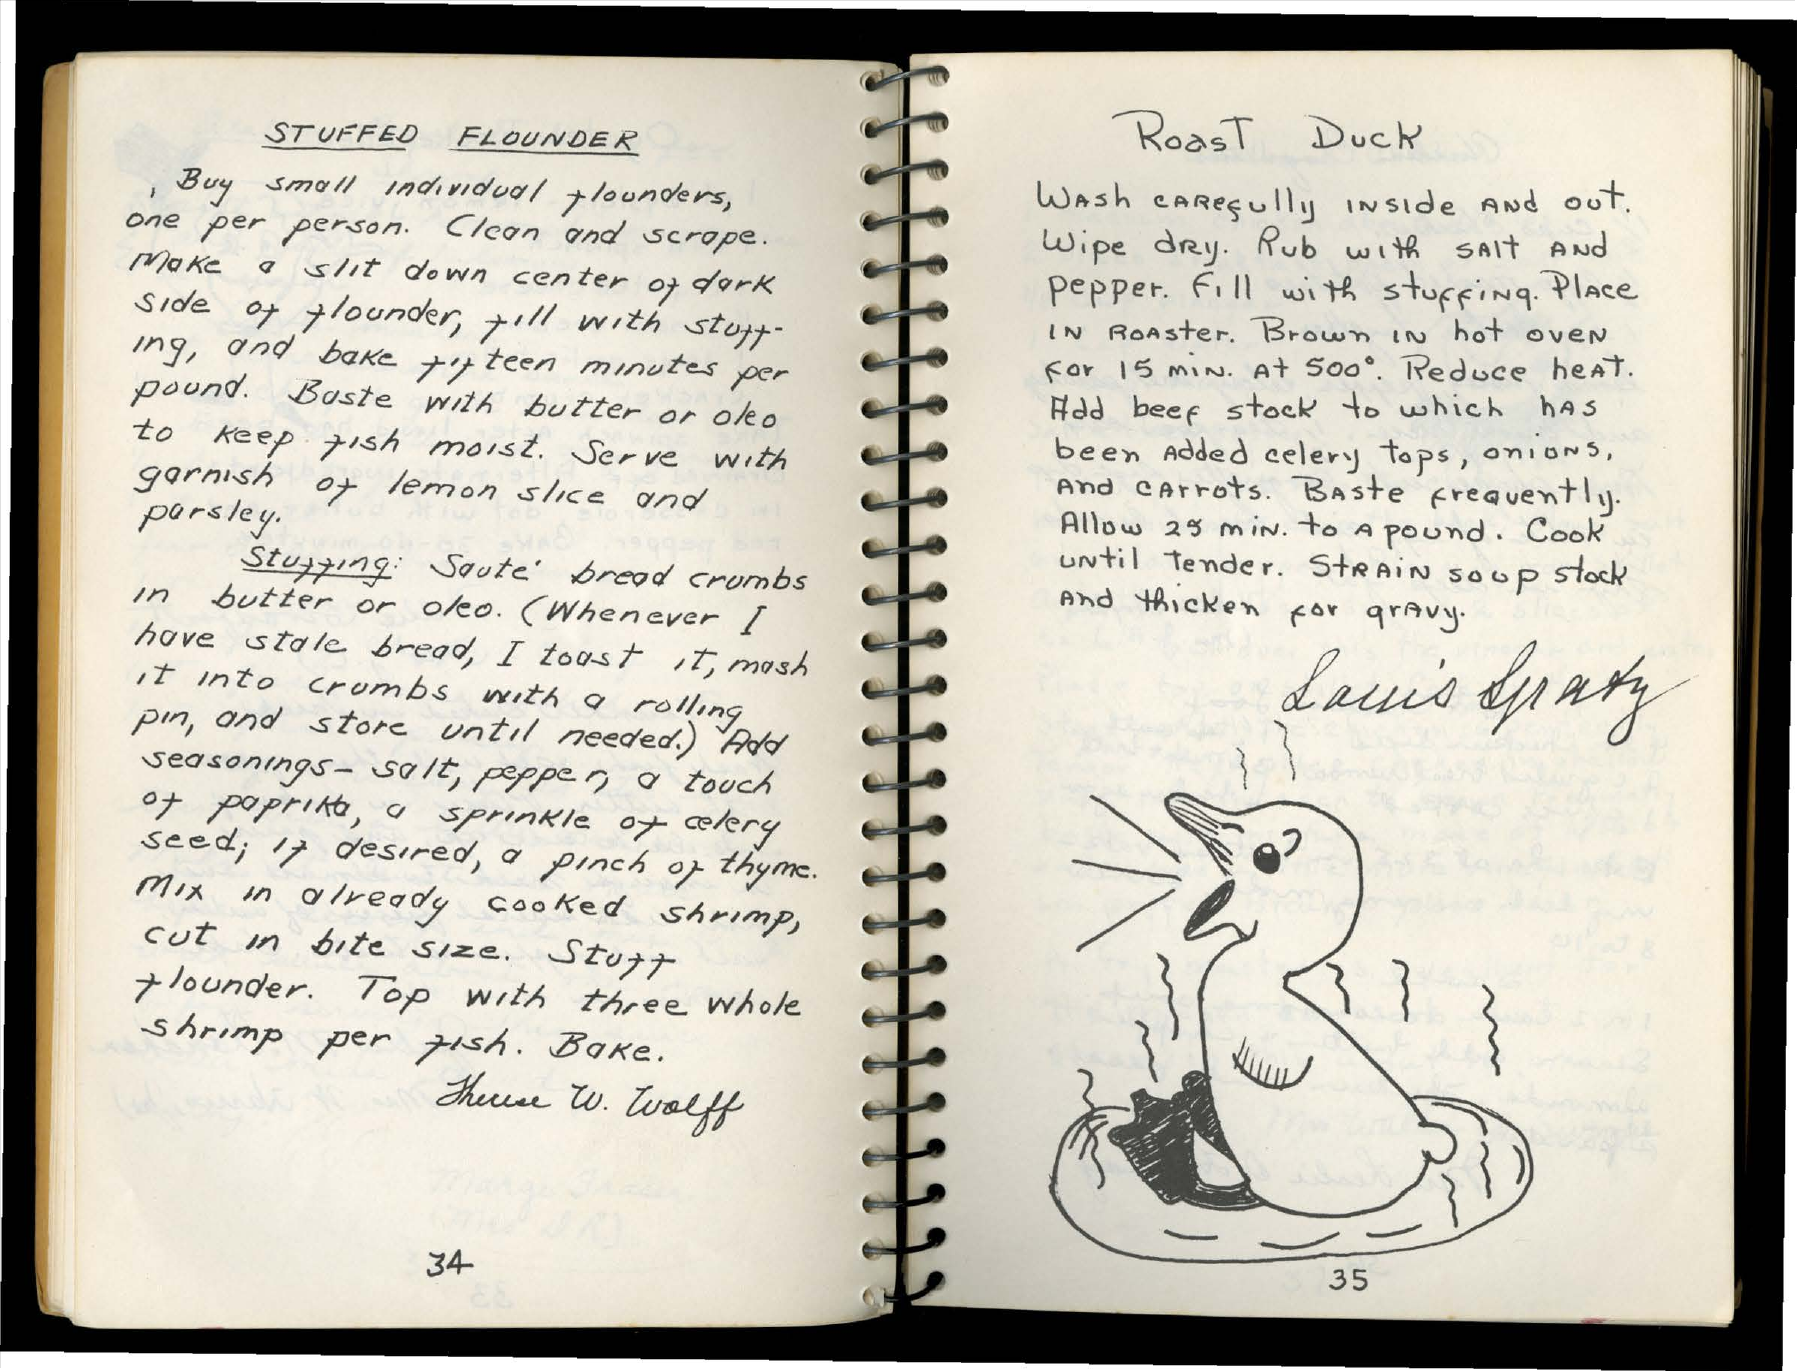 STUFFED FLOUNDER
Buy small individual flounders,
one per person. Clean and scrape.
Make a slit down center of dark
side of flounder, fill with stuff-
ing, and bake fifteen minutes per
pound. Baste with butter or oleo
to keep fish moist. Serve with
garnish of lemon slice and
parsley.
Stuffing: Sauté bread crumbs
in butter or oleo. (Whenever I
have stale bread, I toast it, mash
it into crumbs with a rolling
pin, and store until needed.) Add
seasonings - salt, pepper, a touch
of paprika, a sprinkle of celery
seed; if desired, a pinch of thyme.
Mix in already cooked shrimp,
cut in bite size. Stuff
flounder. Top with three whole
shrimp per fish. Bake.
Therese W. Wolff
34
Roast Duck
Wash carefully inside and out.
Wipe dry. Rub with salt and
pepper. Fill with stuffing. Place
in roaster. Brown in hot oven
for 15 min. at 500°. Reduce heat.
Add beef stock to which has
been added celery tops, onions,
and carrots. Baste frequently.
Allow 25 min. to a pound. Cook
until tender. Strain soup stock
and thicken for gravy.
Louis Spratz
35